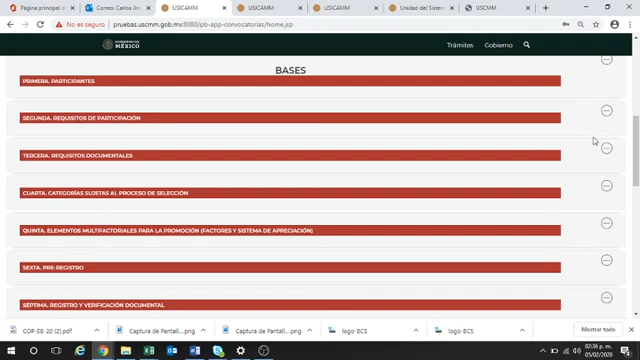 Página principal d
Correo: Carlos Am
USICAMM
USICAMM
USICAMM
Unidad del Sistem
USCMM
No es seguro
pruebas.uscmm.gob.mx:8080/pb-app-convocatorias/home.jsp
GOBIERNO DE
MÉXICO
Trámites
Gobierno
BASES
PRIMERA. PARTICIPANTES
SEGUNDA. REQUISITOS DE PARTICIPACIÓN
TERCERA. REQUISITOS DOCUMENTALES
CUARTA. CATEGORÍAS SUJETAS AL PROCESO DE SELECCIÓN
QUINTA. ELEMENTOS MULTIFACTORIALES PARA LA PROMOCIÓN (FACTORES Y SISTEMA DE APRECIACIÓN)
SEXTA. PRE-REGISTRO
SÉPTIMA. REGISTRO Y VERIFICACIÓN DOCUMENTAL
COP-EB-20 (2).pdf
Captura de Pantall....png
Captura de Pantall....png
logo-BCS
logo-BCS
Mostrar todo
02:36 p. m.
05/02/2020